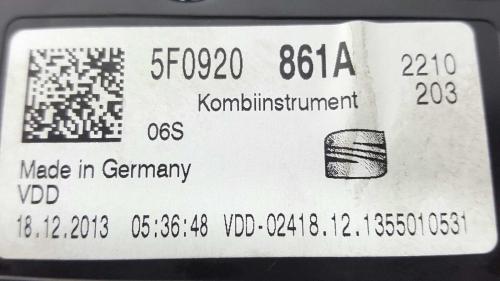 5F0920 861A 2210
Kombiinstrument 203
06S
Made in Germany
VDD
18.12.2013 05:36:48 VDD-02418.12.1355010531